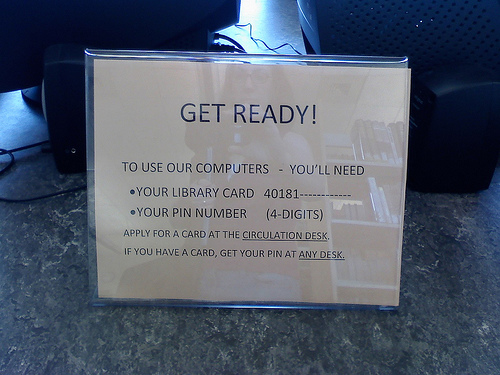 GET READY!
TO USE OUR COMPUTERS - YOU'LL NEED
•YOUR LIBRARY CARD 40181------------
•YOUR PIN NUMBER (4-DIGITS)
APPLY FOR A CARD AT THE CIRCULATION DESK.
IF YOU HAVE A CARD, GET YOUR PIN AT ANY DESK.